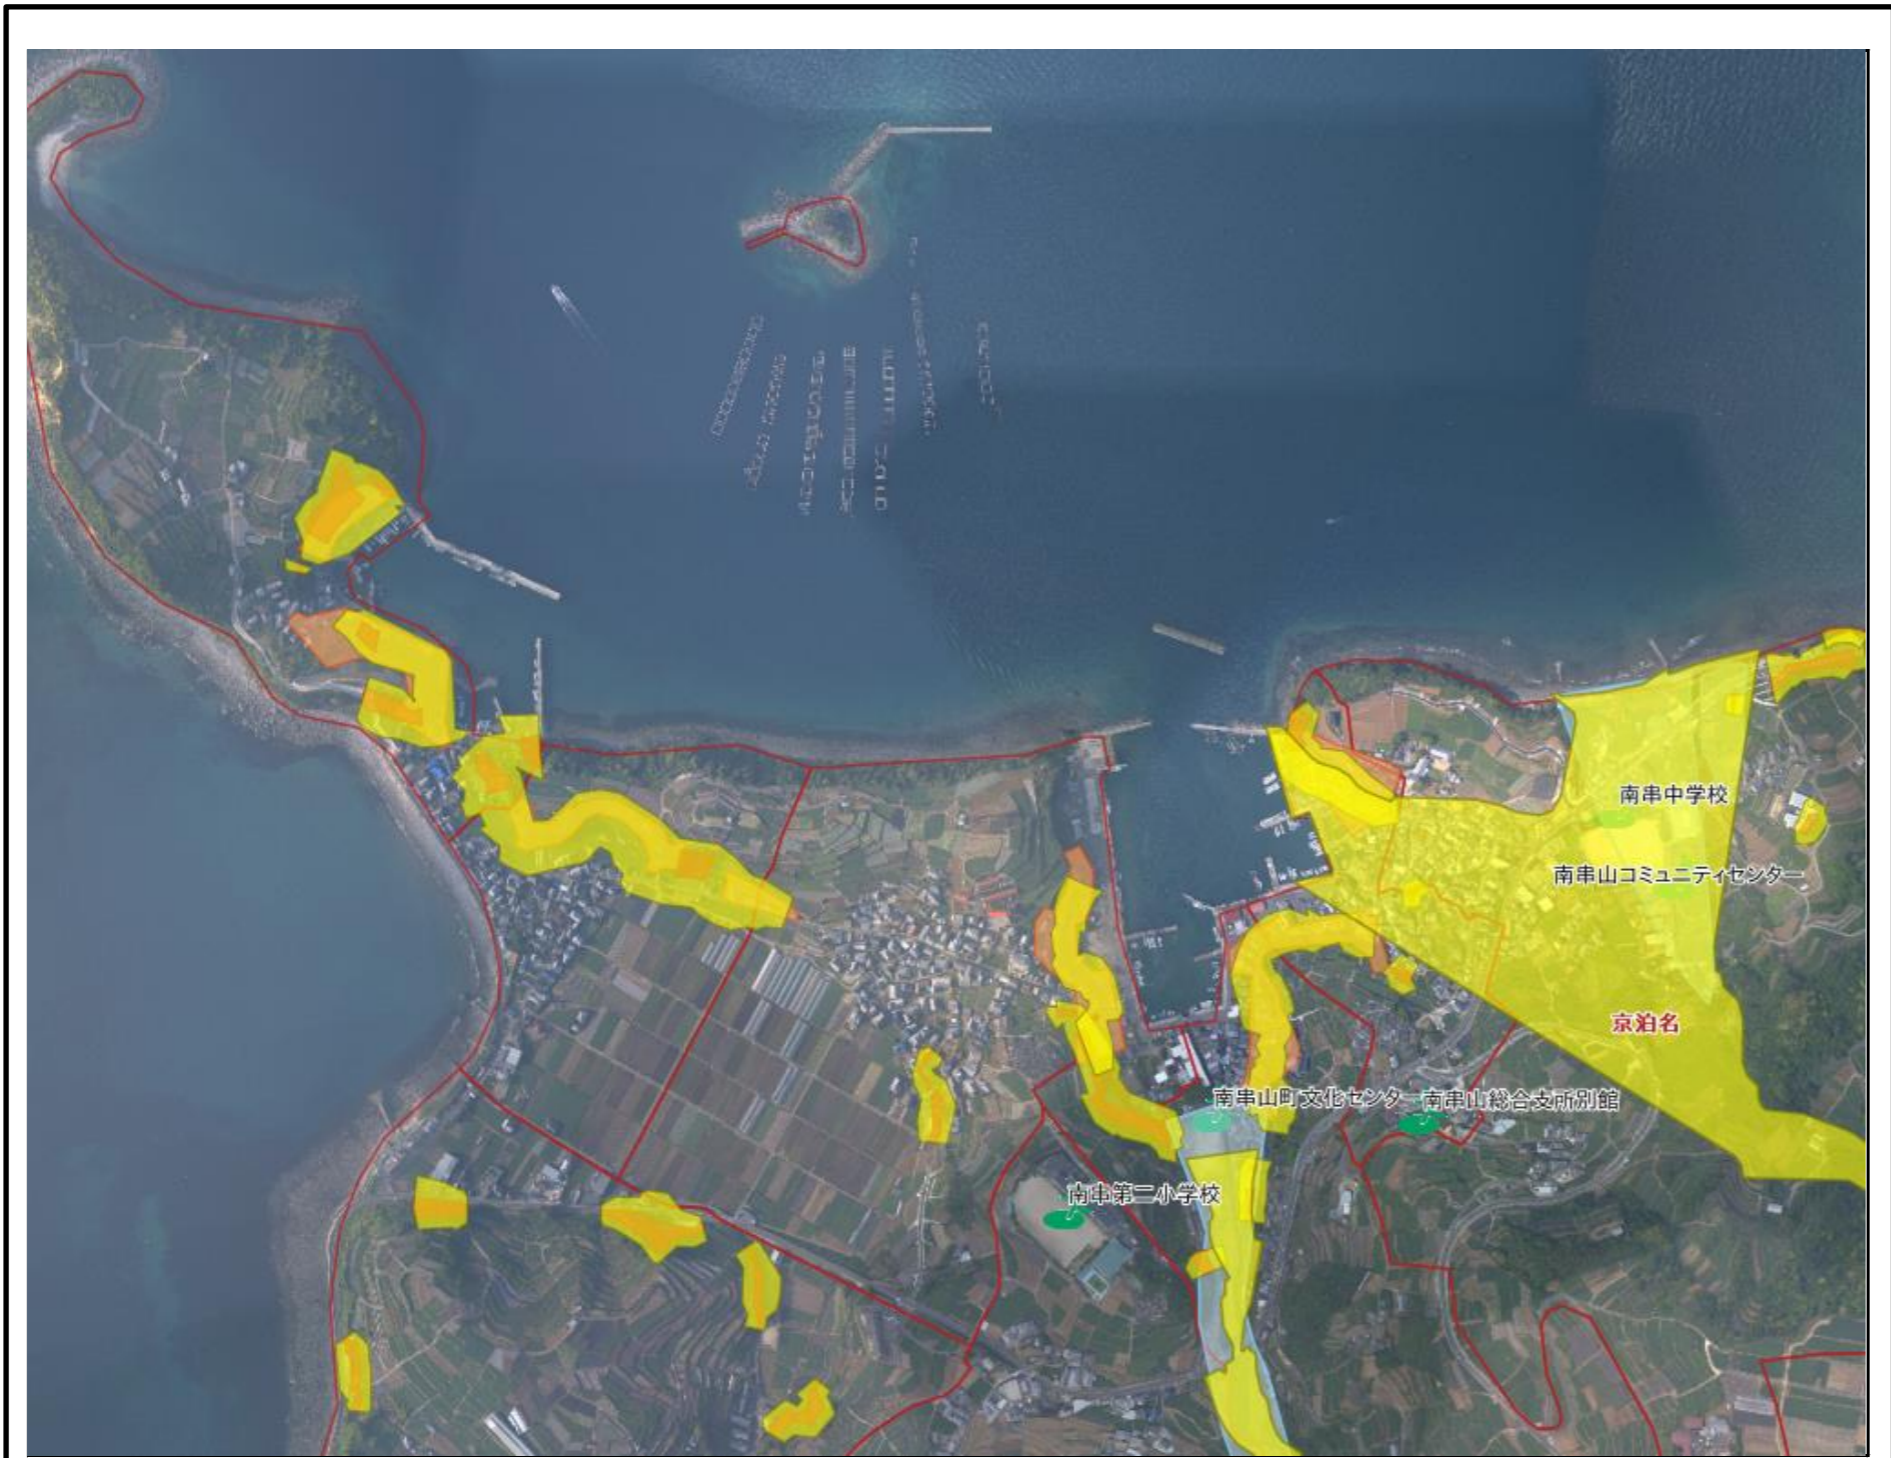 南串中学校
南串山コミュニティセンター
京泊名
南串山町文化センター
南串山総合支所別館
南串第二小学校